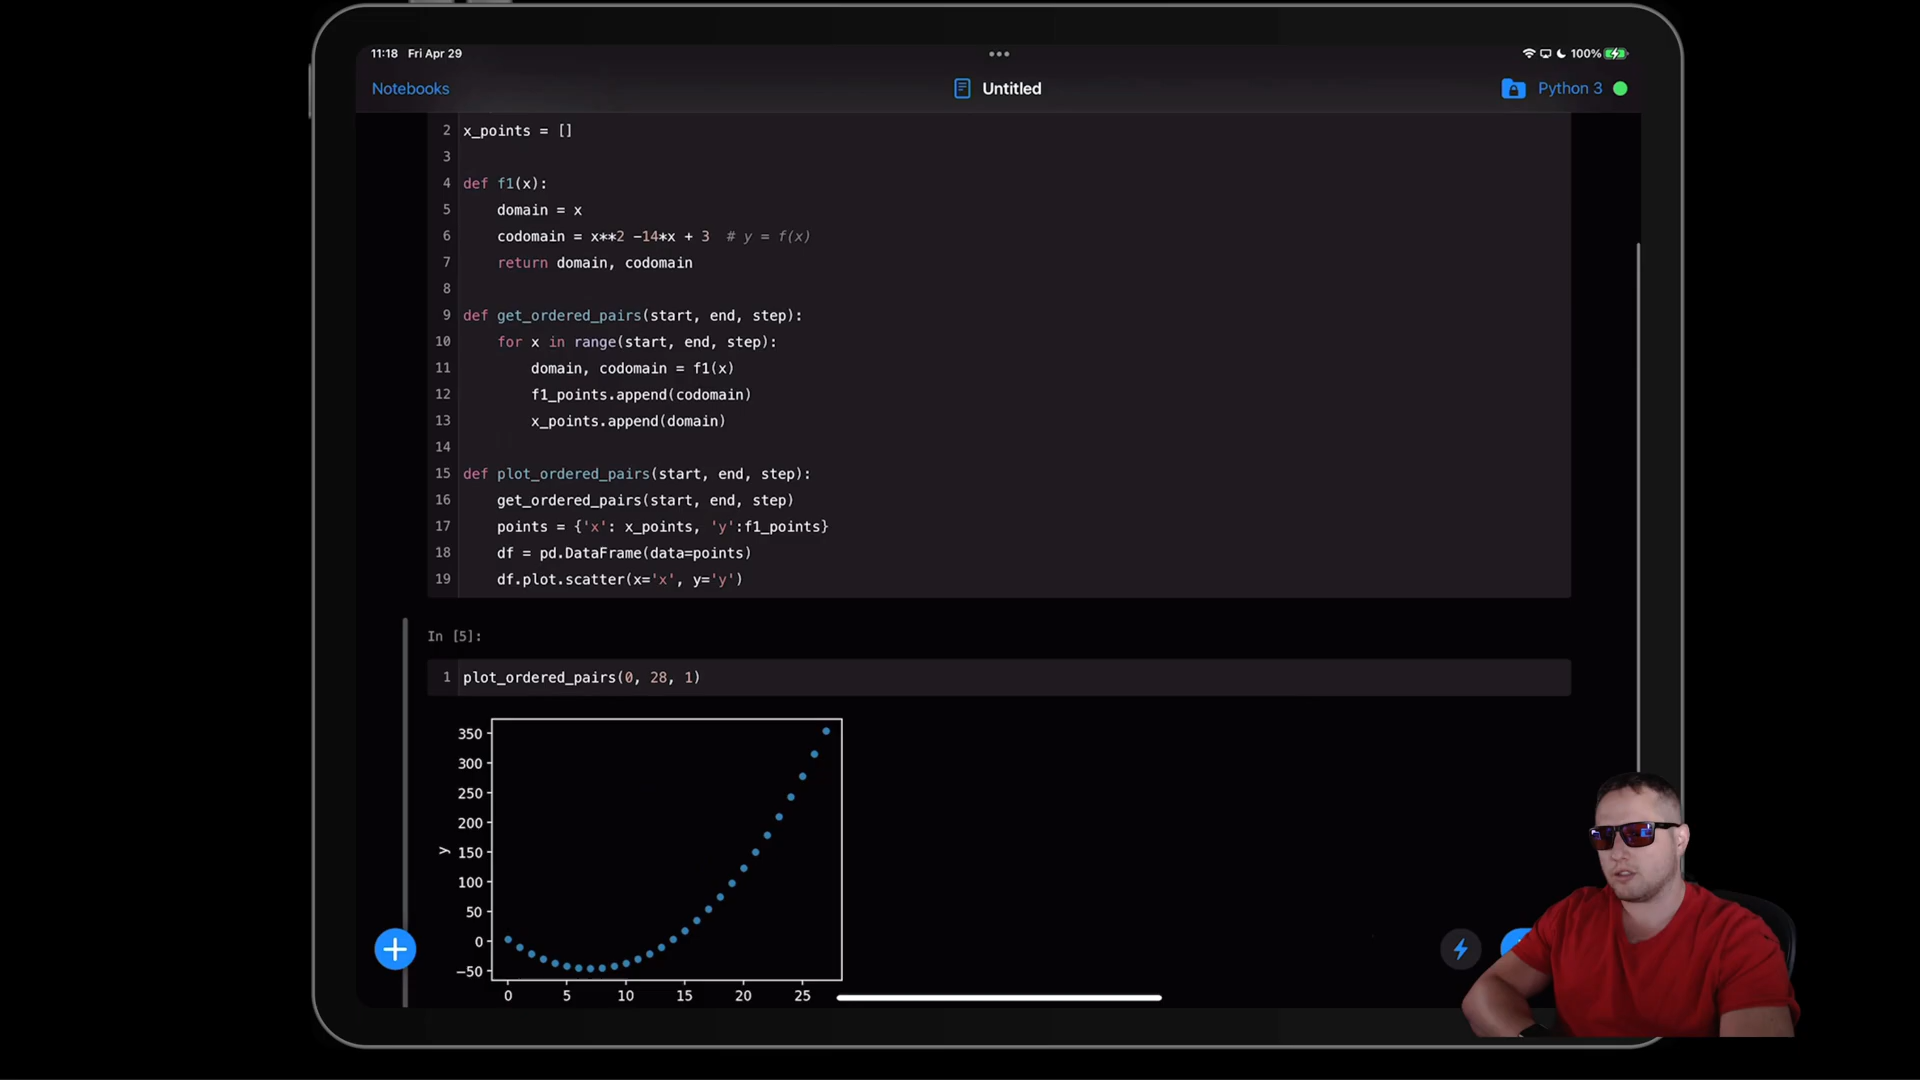 11:18 Fri Apr 29
100%
Notebooks
Untitled
Python 3
2 x_points = []
3
4 def f1(x):
5 domain = x
6 codomain = x**2 -14*x + 3 # y = f(x)
7 return domain, codomain
8
9 def get_ordered_pairs(start, end, step):
10 for x in range(start, end, step):
11 domain, codomain = f1(x)
12 f1_points.append(codomain)
13 x_points.append(domain)
14
15 def plot_ordered_pairs(start, end, step):
16 get_ordered_pairs(start, end, step)
17 points = {'x': x_points, 'y':f1_points}
18 df = pd.DataFrame(data=points)
19 df.plot.scatter(x='x', y='y')
In [5]:
1 plot_ordered_pairs(0, 28, 1)
350
300
250
200
y
150
100
50
0
−50
0 5 10 15 20 25